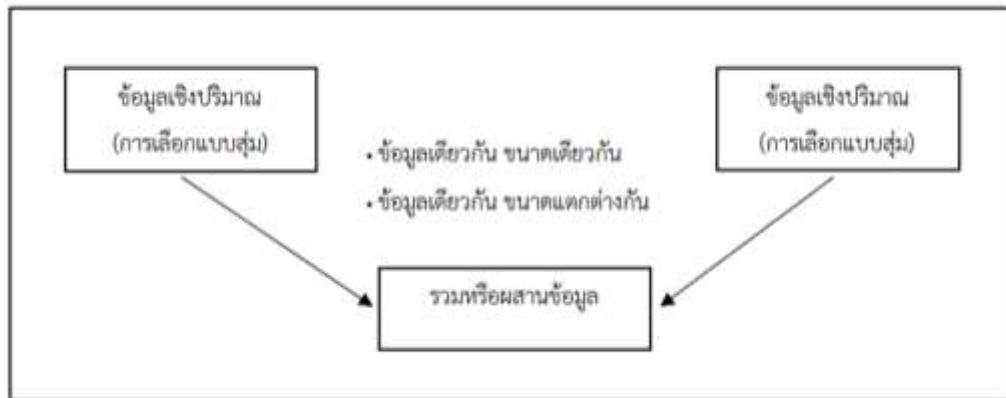 ข้อมูลเชิงปริมาณ
(การเลือกแบบสุ่ม)
ข้อมูลเชิงปริมาณ
(การเลือกแบบสุ่ม)
• ข้อมูลเดียวกัน ขนาดเดียวกัน
• ข้อมูลเดียวกัน ขนาดแตกต่างกัน
รวมหรือผสานข้อมูล